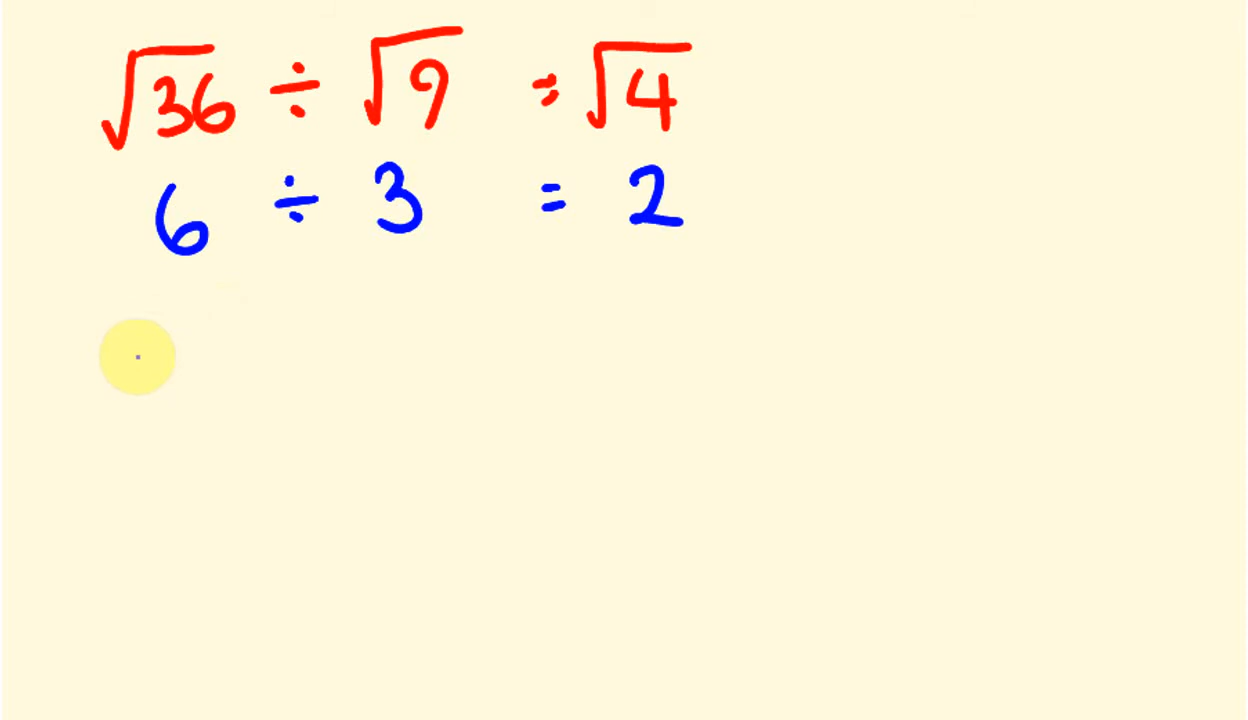 √36 ÷ √9 = √4
6 ÷ 3 = 2